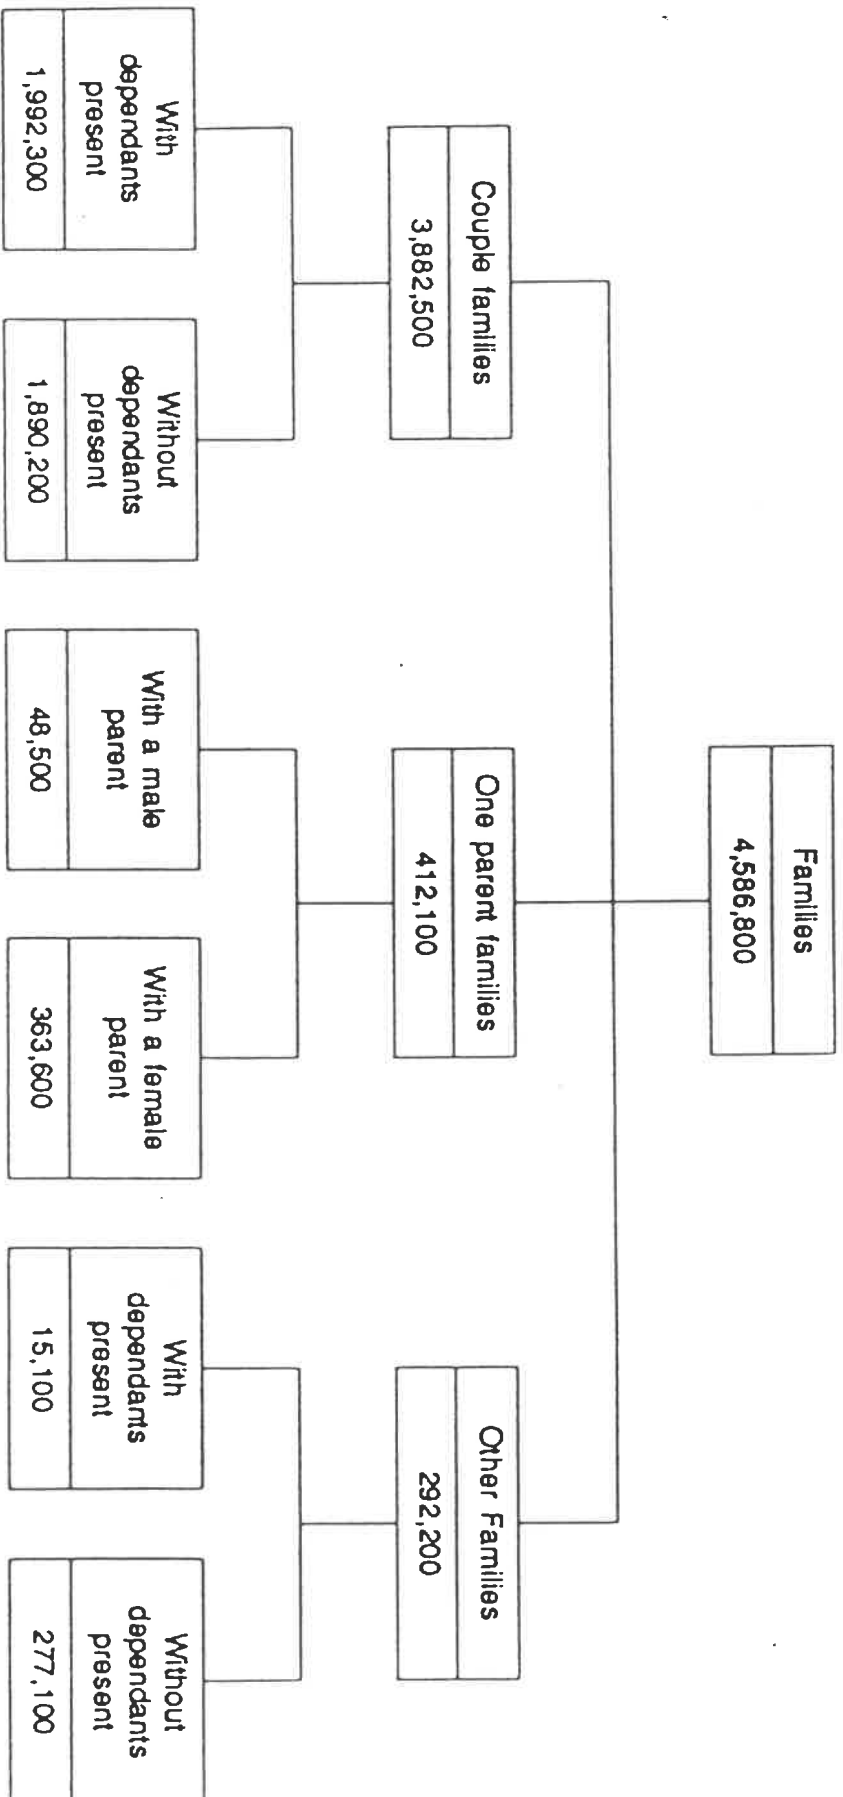 Families
4,586,800
Couple families
3,882,500
One parent families
412,100
Other Families
292,200
With
dependants
present
1,992,300
Without
dependants
present
1,890,200
With a male
parent
48,500
With a female
parent
363,600
With
dependants
present
15,100
Without
dependants
present
277,100